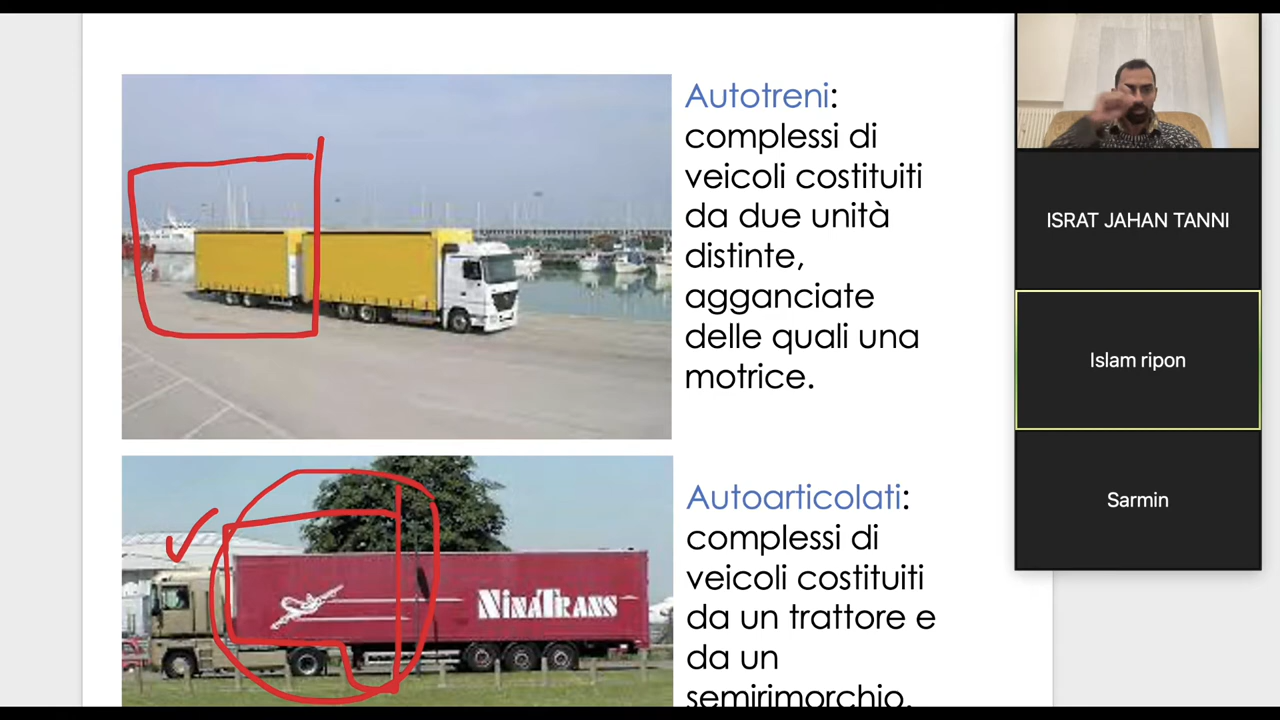 Autotreni:
complessi di
veicoli costituiti
da due unità
distinte,
agganciate
delle quali una
motrice.
NINATRANS
Autoarticolati:
complessi di
veicoli costituiti
da un trattore e
da un
semirimorchio.
ISRAT JAHAN TANNI
Islam ripon
Sarmin